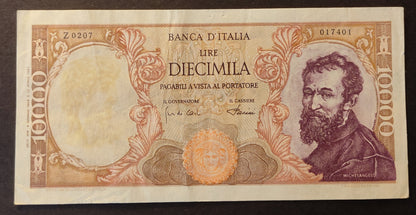 BANCA D'ITALIA
Z 0207
017401
LIRE
DIECIMILA
PAGABILI A VISTA AL PORTATORE
IL GOVERNATORE
IL CASSIERE
10000
10000
MICHELANGELO